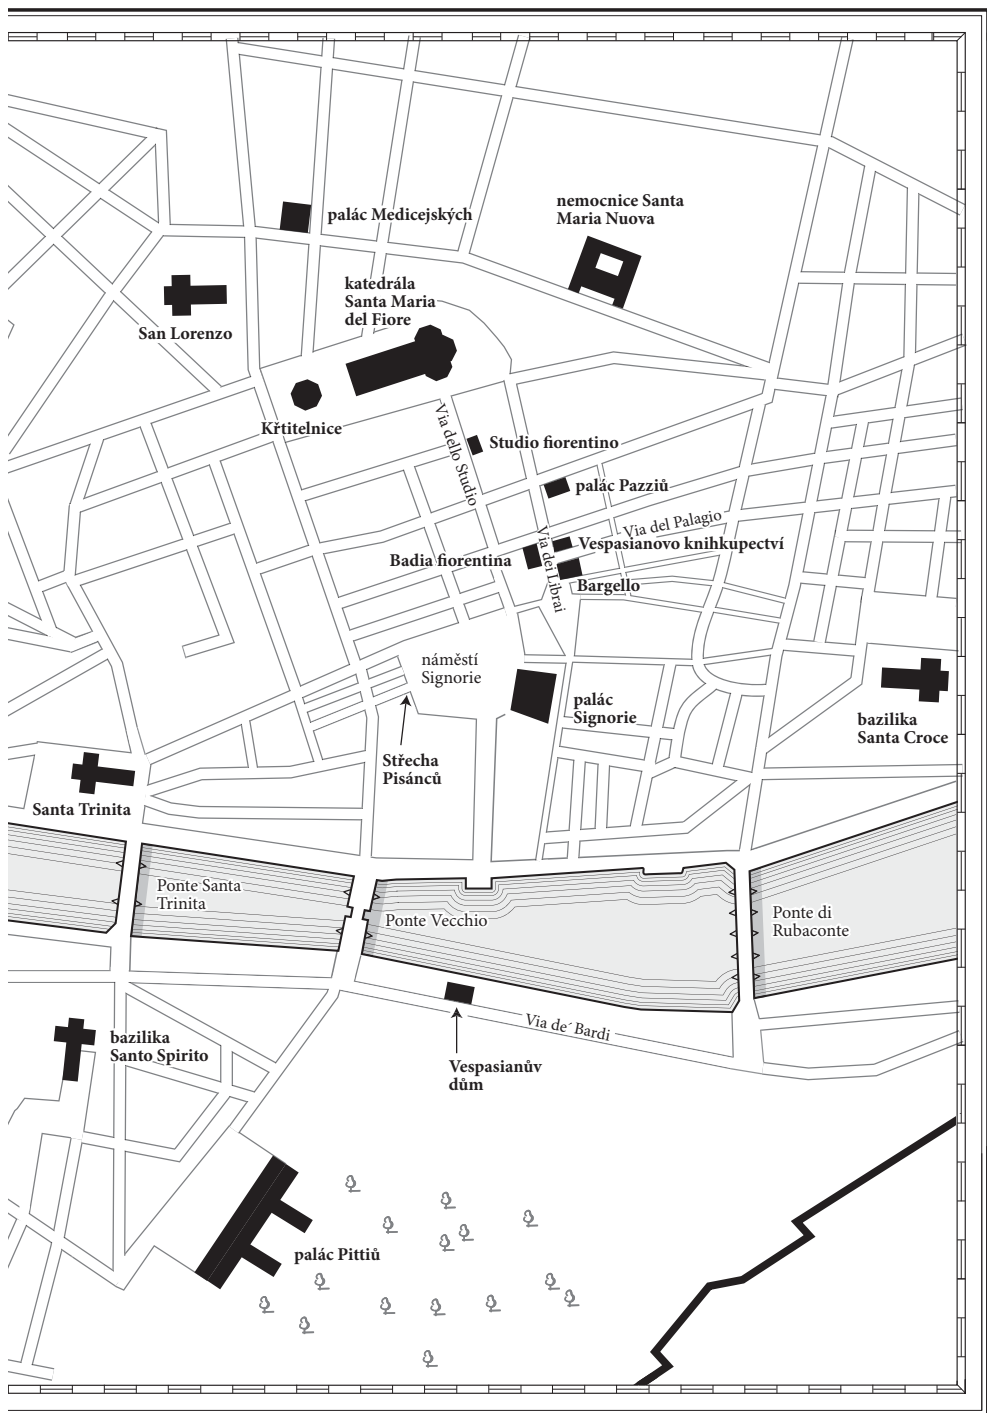 nemocnice Santa
Maria Nuova
palác Medicejských
katedrála
Santa Maria
del Fiore
San Lorenzo
Křtitelnice
Via dello Studio
Studio fiorentino
palác Pazziů
Via del Palagio
Vespasianovo knihkupectví
Badia fiorentina
Via dei Librai
Bargello
náměstí
Signorie
palác
Signorie
bazilika
Santa Croce
Střecha
Pisánců
Santa Trinita
Ponte Santa
Trinita
Ponte Vecchio
Ponte di
Rubaconte
Via de´ Bardi
bazilika
Santo Spirito
Vespasianův
dům
palác Pittiů